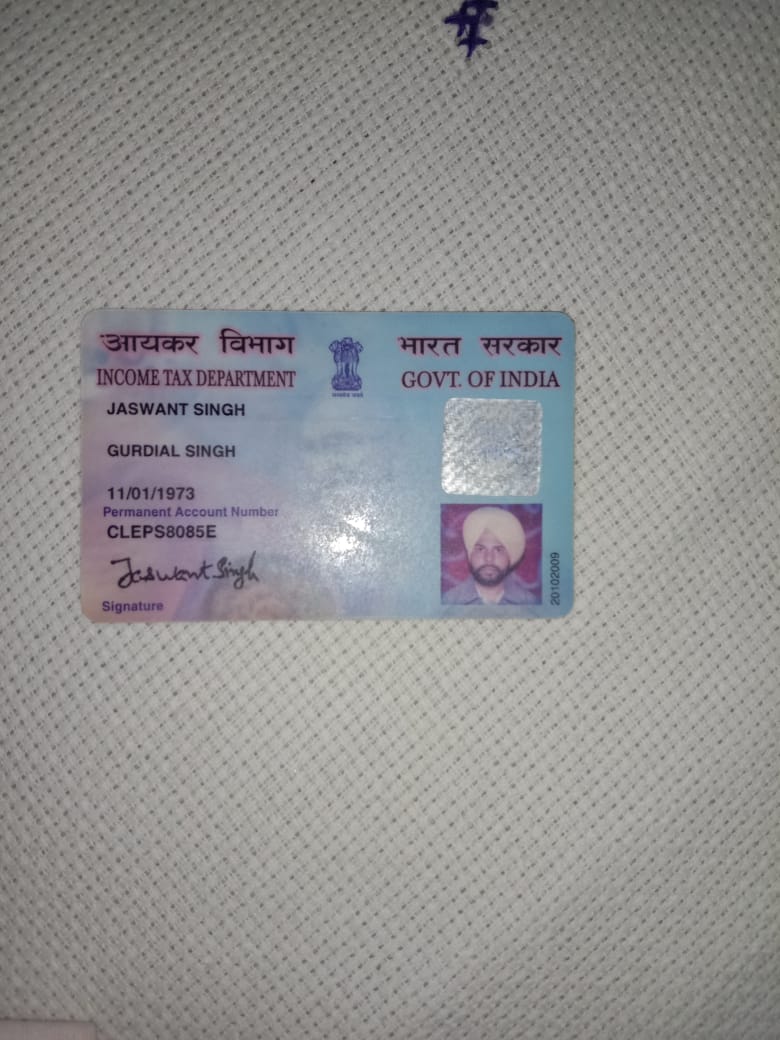 आयकर विभाग
INCOME TAX DEPARTMENT
भारत सरकार
GOVT. OF INDIA
JASWANT SINGH
GURDIAL SINGH
11/01/1973
Permanent Account Number
CLEPS8085E
Jaswant Singh
Signature
20102009